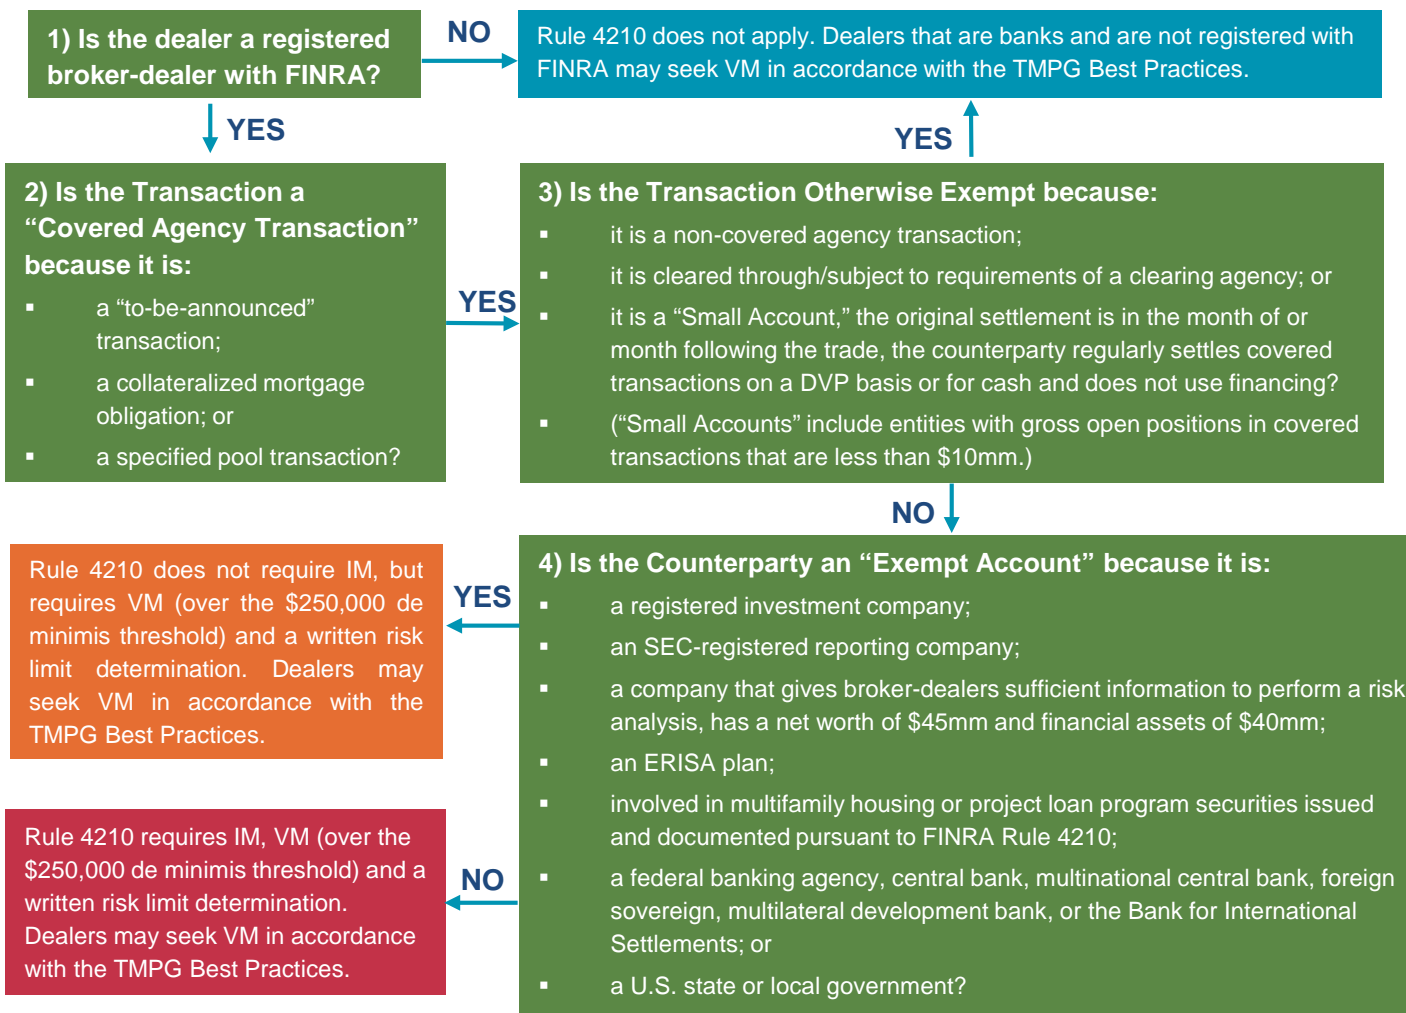 1) Is the dealer a registered
broker-dealer with FINRA?
NO
Rule 4210 does not apply. Dealers that are banks and are not registered with
FINRA may seek VM in accordance with the TMPG Best Practices.
YES
YES
2) Is the Transaction a
“Covered Agency Transaction”
because it is:
▪ a “to-be-announced”
transaction;
▪ a collateralized mortgage
obligation; or
▪ a specified pool transaction?
YES
3) Is the Transaction Otherwise Exempt because:
▪ it is a non-covered agency transaction;
▪ it is cleared through/subject to requirements of a clearing agency; or
▪ it is a “Small Account,” the original settlement is in the month of or
month following the trade, the counterparty regularly settles covered
transactions on a DVP basis or for cash and does not use financing?
▪ (“Small Accounts” include entities with gross open positions in covered
transactions that are less than $10mm.)
NO
4) Is the Counterparty an “Exempt Account” because it is:
▪ a registered investment company;
▪ an SEC-registered reporting company;
▪ a company that gives broker-dealers sufficient information to perform a risk
analysis, has a net worth of $45mm and financial assets of $40mm;
▪ an ERISA plan;
▪ involved in multifamily housing or project loan program securities issued
and documented pursuant to FINRA Rule 4210;
▪ a federal banking agency, central bank, multinational central bank, foreign
sovereign, multilateral development bank, or the Bank for International
Settlements; or
▪ a U.S. state or local government?
YES
Rule 4210 does not require IM, but
requires VM (over the $250,000 de
minimis threshold) and a written risk
limit determination. Dealers may
seek VM in accordance with the
TMPG Best Practices.
NO
Rule 4210 requires IM, VM (over the
$250,000 de minimis threshold) and a
written risk limit determination.
Dealers may seek VM in accordance
with the TMPG Best Practices.